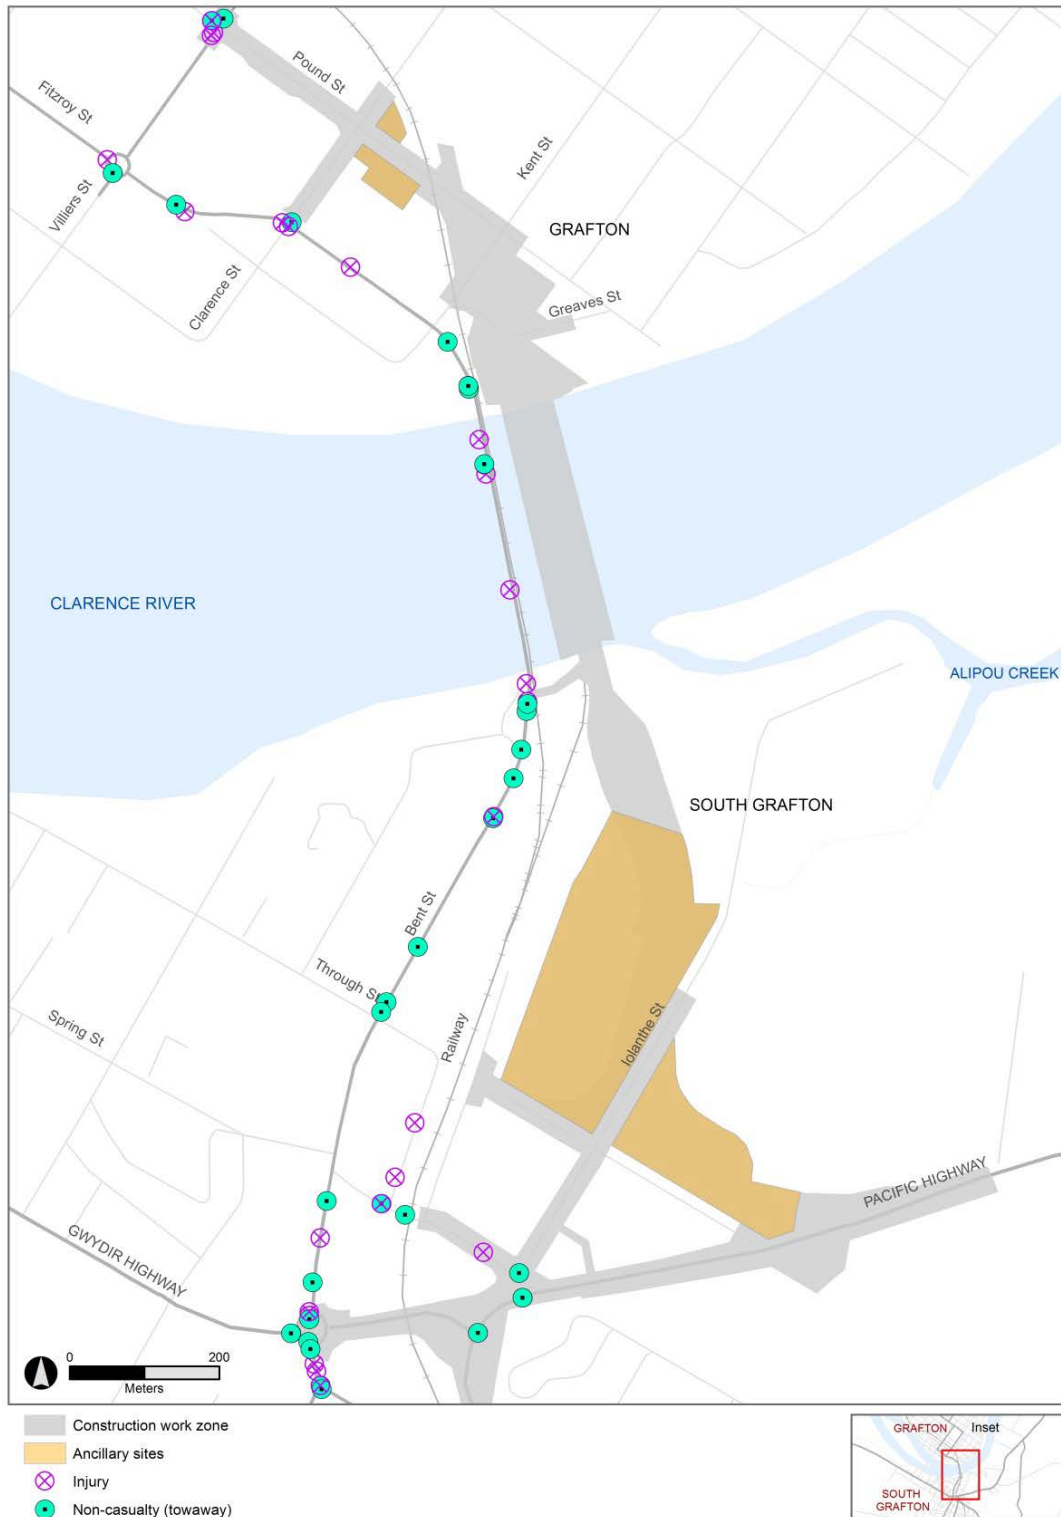 Pound St
Fitzroy St
Kent St
Villiers St
GRAFTON
Clarence St
Greaves St
CLARENCE RIVER
ALIPOU CREEK
SOUTH GRAFTON
Bent St
Through St
Spring St
Railway
Iolanthe St
PACIFIC HIGHWAY
GWYDIR HIGHWAY
0 200
Meters
Construction work zone
Ancillary sites
Injury
Non-casualty (towaway)
GRAFTON
Inset
SOUTH
GRAFTON